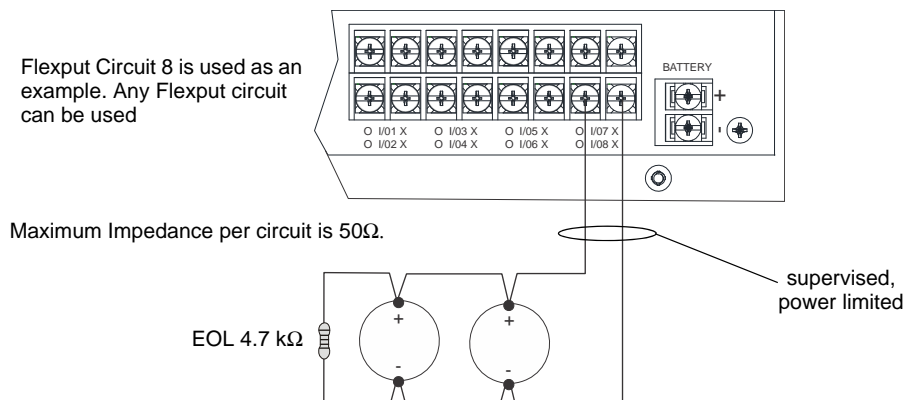 Flexput Circuit 8 is used as an
example. Any Flexput circuit
can be used
BATTERY
+
-
O I/01 X O I/03 X O I/05 X O I/07 X
O I/02 X O I/04 X O I/06 X O I/08 X
Maximum Impedance per circuit is 50Ω.
supervised,
power limited
EOL 4.7 kΩ
+ +
- -